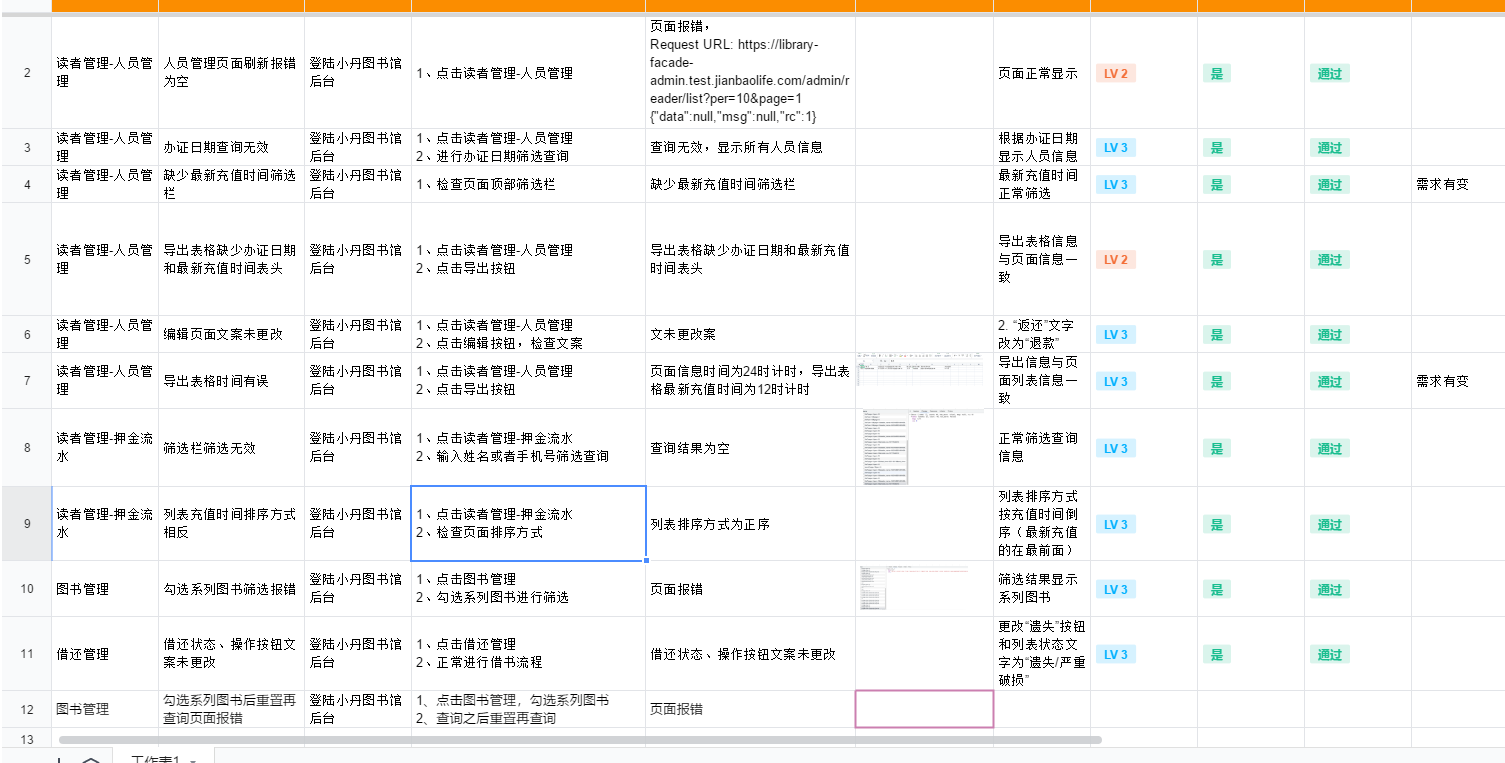 2
读者管理-人员管
理
人员管理页面刷新报错
为空
登陆小丹图书馆
后台
1、点击读者管理-人员管理
页面报错，
Request URL: https://library-
facade-
admin.test.jianbaolife.com/admin/r
eader/list?per=10&page=1
{"data":null,"msg":null,"rc":1}
页面正常显示
LV 2
是
通过
3
读者管理-人员管
理
办证日期查询无效
登陆小丹图书馆
后台
1、点击读者管理-人员管理
2、进行办证日期筛选查询
查询无效，显示所有人员信息
根据办证日期
显示人员信息
LV 3
是
通过
4
读者管理-人员管
理
缺少最新充值时间筛选
栏
登陆小丹图书馆
后台
1、检查页面顶部筛选栏
缺少最新充值时间筛选栏
最新充值时间
正常筛选
LV 3
是
通过
需求有变
5
读者管理-人员管
理
导出表格缺少办证日期
和最新充值时间表头
登陆小丹图书馆
后台
1、点击读者管理-人员管理
2、点击导出按钮
导出表格缺少办证日期和最新充值
时间表头
导出表格信息
与页面信息一
致
LV 2
是
通过
6
读者管理-人员管
理
编辑页面文案未更改
登陆小丹图书馆
后台
1、点击读者管理-人员管理
2、点击编辑按钮，检查文案
文未更改案
2. “返还”文字
改为“退款”
LV 3
是
通过
7
读者管理-人员管
理
导出表格时间有误
登陆小丹图书馆
后台
1、点击读者管理-人员管理
2、点击导出按钮
页面信息时间为24时计时，导出表
格最新充值时间为12时计时
导出信息与页
面列表信息一
致
LV 3
是
通过
需求有变
8
读者管理-押金流
水
筛选栏筛选无效
登陆小丹图书馆
后台
1、点击读者管理-押金流水
2、输入姓名或者手机号筛选查询
查询结果为空
正常筛选查询
信息
LV 3
是
通过
9
读者管理-押金流
水
列表充值时间排序方式
相反
登陆小丹图书馆
后台
1、点击读者管理-押金流水
2、检查页面排序方式
列表排序方式为正序
列表排序方式
按充值时间倒
序（最新充值
的在最前面）
LV 3
是
通过
10
图书管理
勾选系列图书筛选报错
登陆小丹图书馆
后台
1、点击图书管理
2、勾选系列图书进行筛选
页面报错
筛选结果显示
系列图书
LV 3
是
通过
11
借还管理
借还状态、操作按钮文
案未更改
登陆小丹图书馆
后台
1、点击借还管理
2、正常进行借书流程
借还状态、操作按钮文案未更改
更改“遗失”按钮
和列表状态文
字为“遗失/严重
破损”
LV 3
是
通过
12
图书管理
勾选系列图书后重置再
查询页面报错
登陆小丹图书馆
后台
1、点击图书管理，勾选系列图书
2、查询之后重置再查询
页面报错
13
工作表1